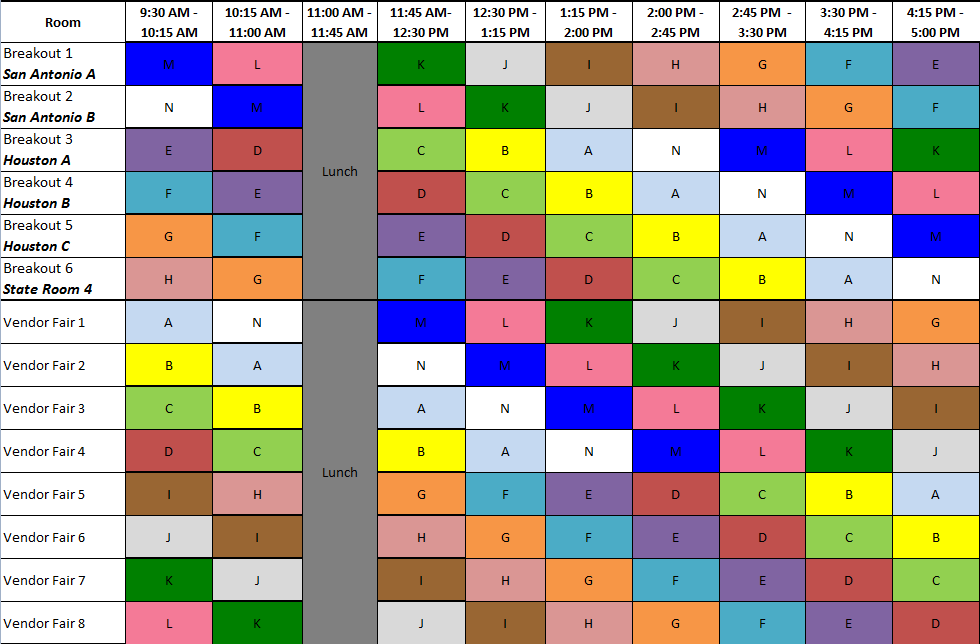 Room 9:30 AM - 10:15 AM 10:15 AM - 11:00 AM 11:00 AM - 11:45 AM 11:45 AM- 12:30 PM 12:30 PM - 1:15 PM 1:15 PM - 2:00 PM 2:00 PM - 2:45 PM 2:45 PM - 3:30 PM 3:30 PM - 4:15 PM 4:15 PM - 5:00 PM
Breakout 1 San Antonio A M L K J I H G F E
Breakout 2 San Antonio B N M L K J I H G F
Breakout 3 Houston A E D C B A N M L K
Lunch
Breakout 4 Houston B F E D C B A N M L
Breakout 5 Houston C G F E D C B A N M
Breakout 6 State Room 4 H G F E D C B A N
Vendor Fair 1 A N M L K J I H G
Vendor Fair 2 B A N M L K J I H
Vendor Fair 3 C B A N M L K J I
Vendor Fair 4 D C B A N M L K J
Lunch
Vendor Fair 5 I H G F E D C B A
Vendor Fair 6 J I H G F E D C B
Vendor Fair 7 K J I H G F E D C
Vendor Fair 8 L K J I H G F E D